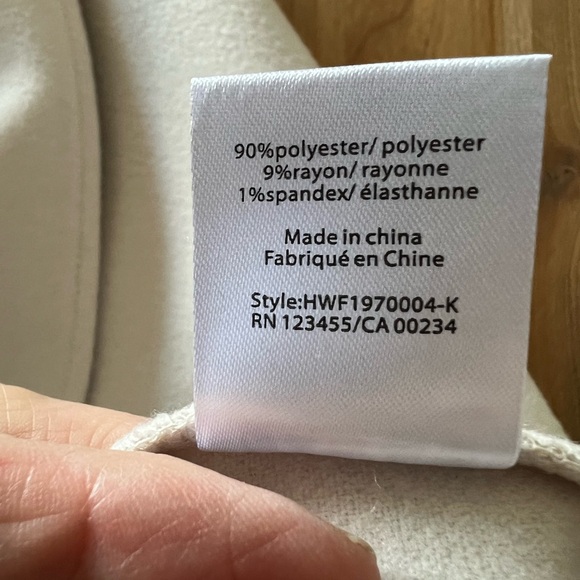 90%polyester/ polyester
9%rayon/ rayonne
1%spandex/ élasthanne
Made in china
Fabriqué en Chine
Style:HWF1970004-K
RN 123455/CA 00234